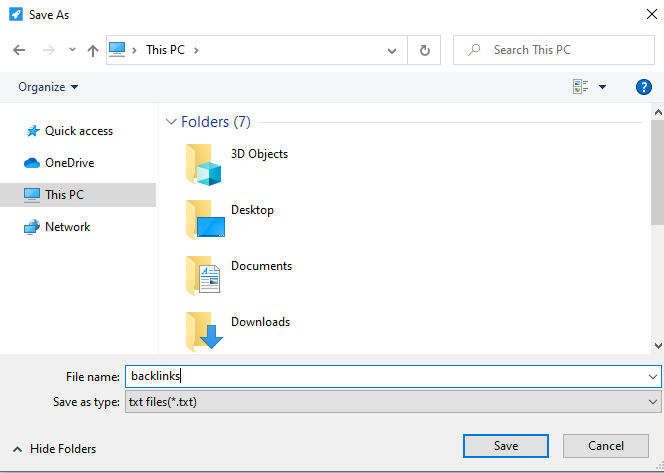 Save As
This PC
Search This PC
Organize
Quick access
OneDrive
This PC
Network
Folders (7)
3D Objects
Desktop
Documents
Downloads
File name: backlinks
Save as type: txt files(*.txt)
Hide Folders
Save
Cancel